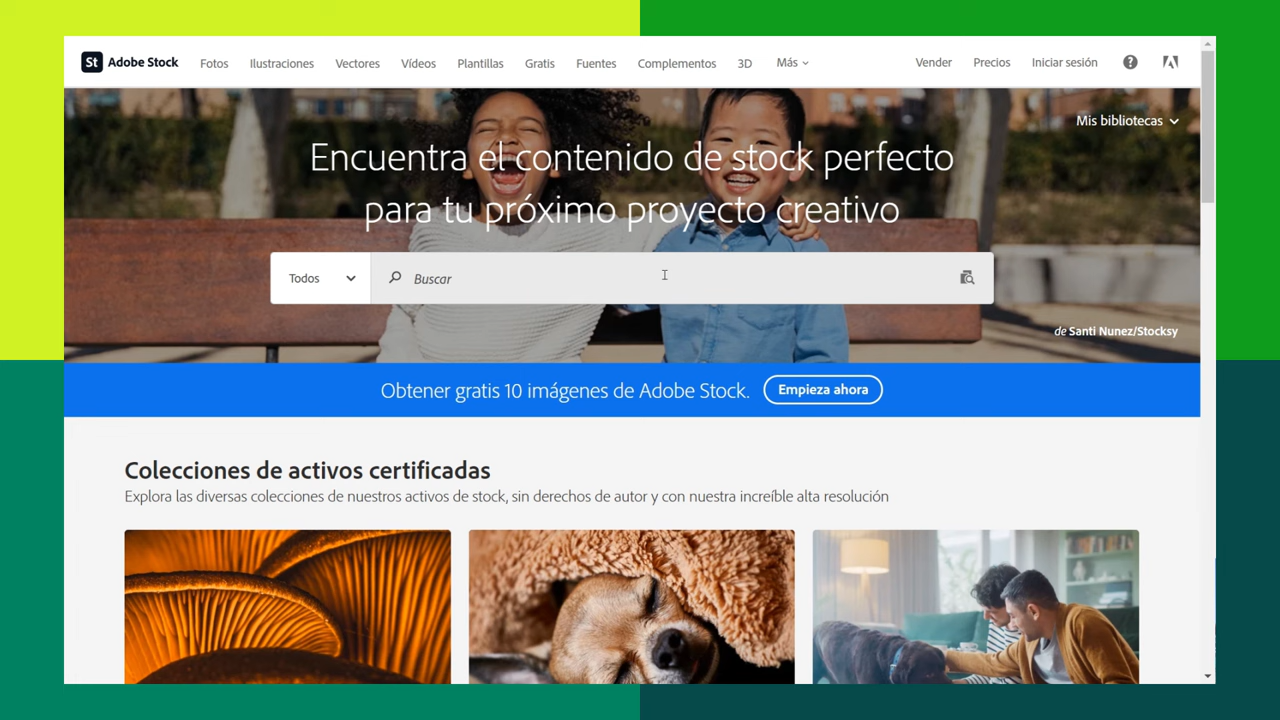 St Adobe Stock Fotos Ilustraciones Vectores Vídeos Plantillas Gratis Fuentes Complementos 3D Más Vender Precios Iniciar sesión ?
Mis bibliotecas
Encuentra el contenido de stock perfecto
para tu próximo proyecto creativo
Todos Buscar
de Santi Nunez/Stocksy
Obtener gratis 10 imágenes de Adobe Stock. Empieza ahora
Colecciones de activos certificadas
Explora las diversas colecciones de nuestros activos de stock, sin derechos de autor y con nuestra increíble alta resolución